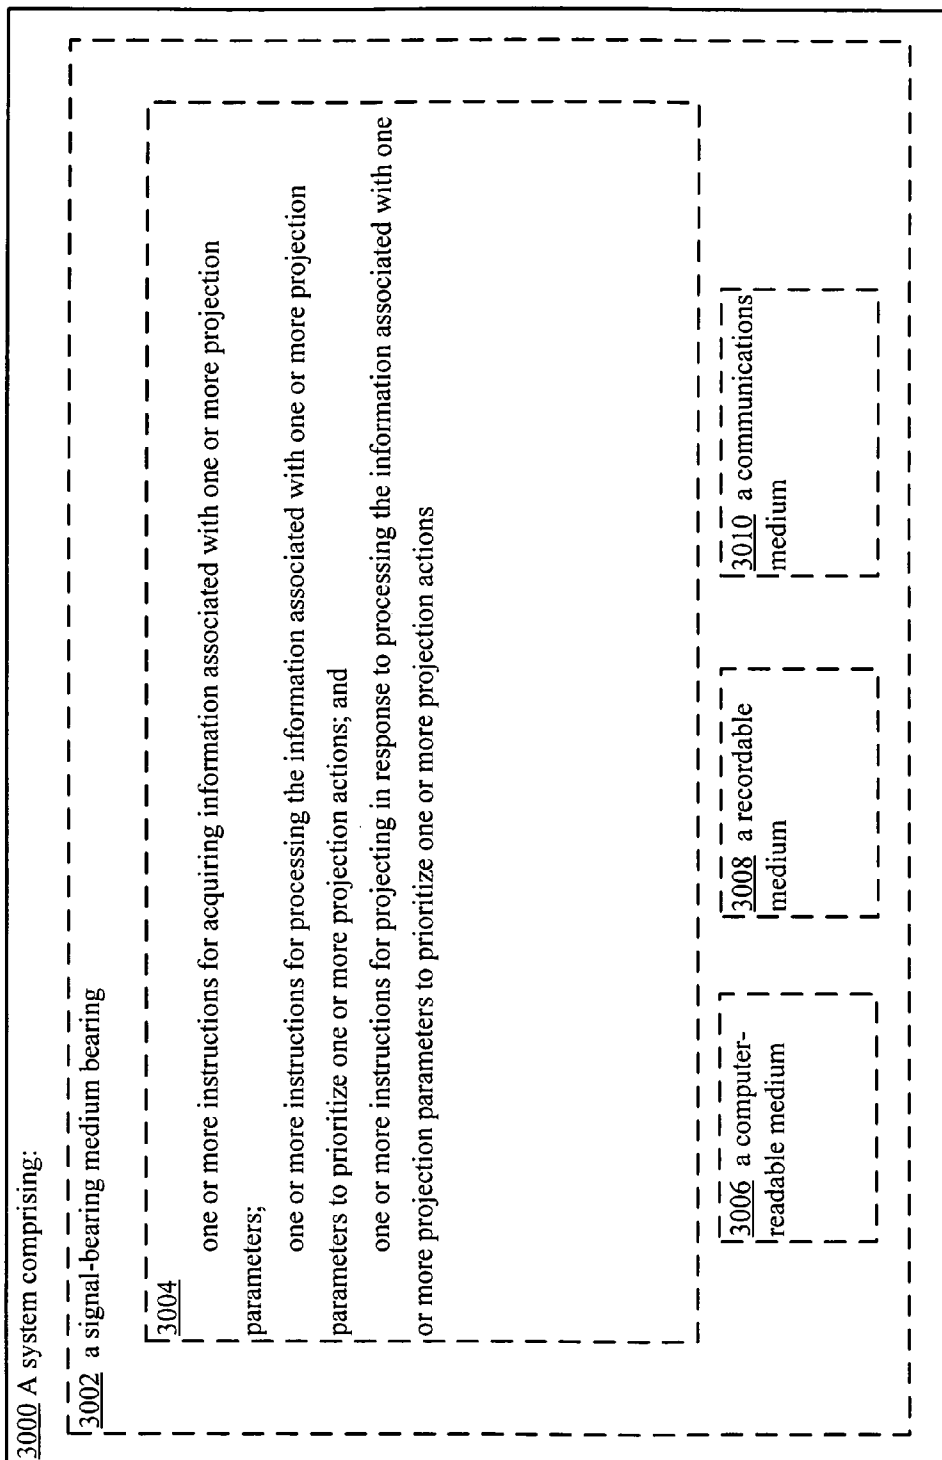 3000 A system comprising:
3002 a signal-bearing medium bearing
3004
one or more instructions for acquiring information associated with one or more projection
parameters;
one or more instructions for processing the information associated with one or more projection
parameters to prioritize one or more projection actions; and
one or more instructions for projecting in response to processing the information associated with one
or more projection parameters to prioritize one or more projection actions
3006 a computer-
readable medium
3008 a recordable
medium
3010 a communications
medium